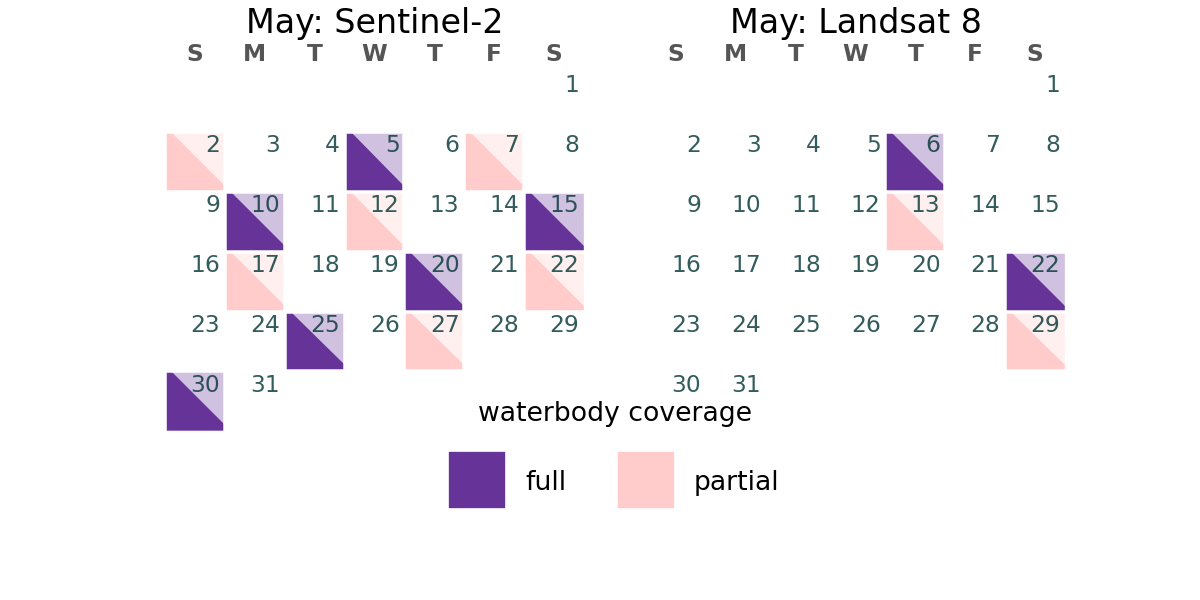 May: Sentinel-2
S M T W T F S
1
2 3 4 5 6 7 8
9 10 11 12 13 14 15
16 17 18 19 20 21 22
23 24 25 26 27 28 29
30 31
May: Landsat 8
S M T W T F S
1
2 3 4 5 6 7 8
9 10 11 12 13 14 15
16 17 18 19 20 21 22
23 24 25 26 27 28 29
30 31
waterbody coverage
full partial